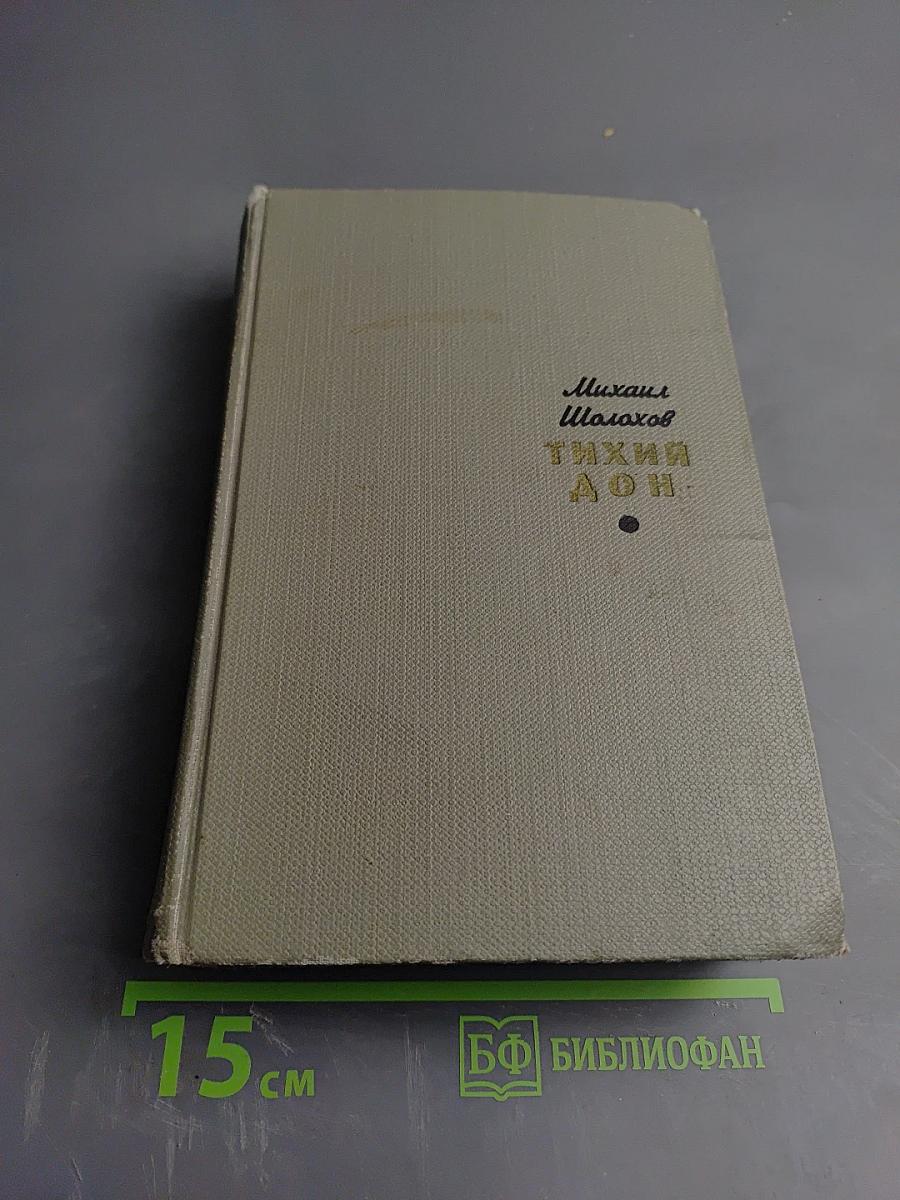 Михаил
Шолохов
ТИХИЙ
ДОН
15 см
БФ БИБЛИОФАН